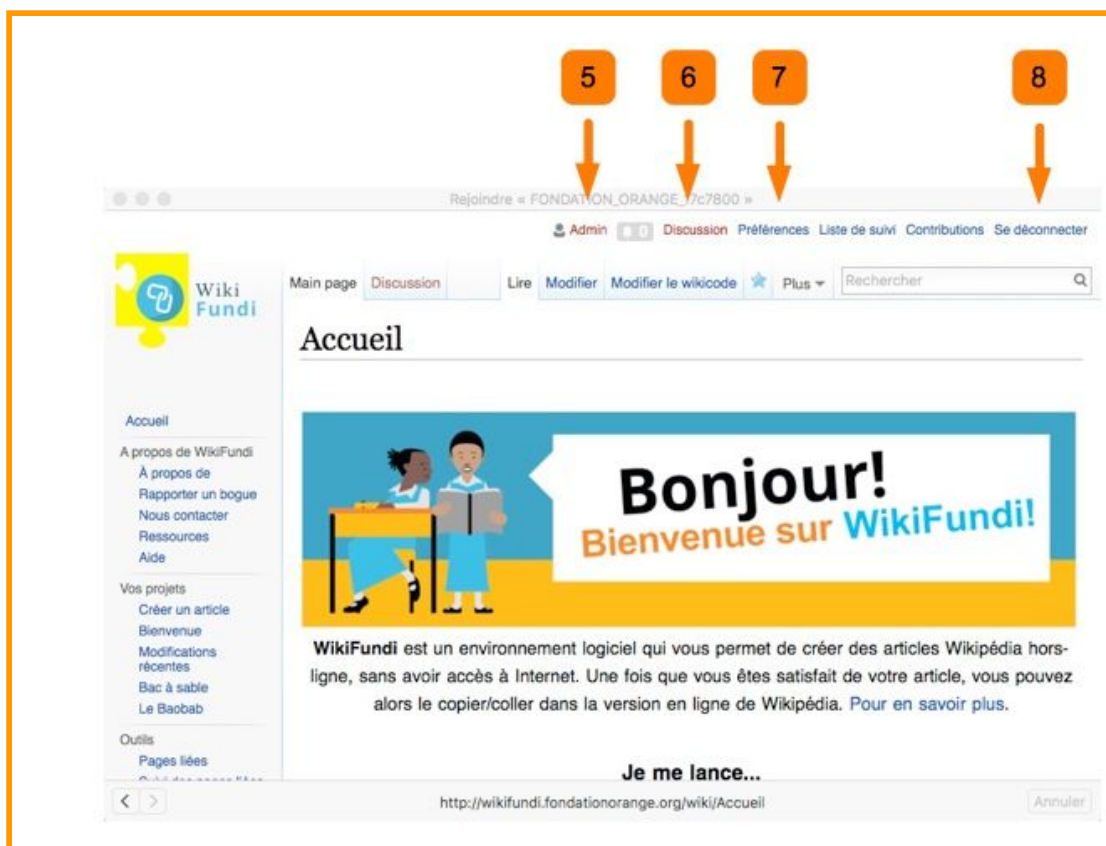 5 6 7 8
Rejoindre « FONDATION_ORANGE_ 7c7800 »
Admin 0 Discussion Préférences Liste de suivi Contributions Se déconnecter
Wiki
Fundi
Main page Discussion Lire Modifier Modifier le wikicode Plus Rechercher
Accueil
Accueil
A propos de WikiFundi
À propos de
Rapporter un bogue
Nous contacter
Ressources
Aide
Vos projets
Créer un article
Bienvenue
Modifications
récentes
Bac à sable
Le Baobab
Outils
Pages liées
Bonjour!
Bienvenue sur WikiFundi!
WikiFundi est un environnement logiciel qui vous permet de créer des articles Wikipédia hors-
ligne, sans avoir accès à Internet. Une fois que vous êtes satisfait de votre article, vous pouvez
alors le copier/coller dans la version en ligne de Wikipédia. Pour en savoir plus.
Je me lance...
http://wikifundi.fondationorange.org/wiki/Accueil
Annuler